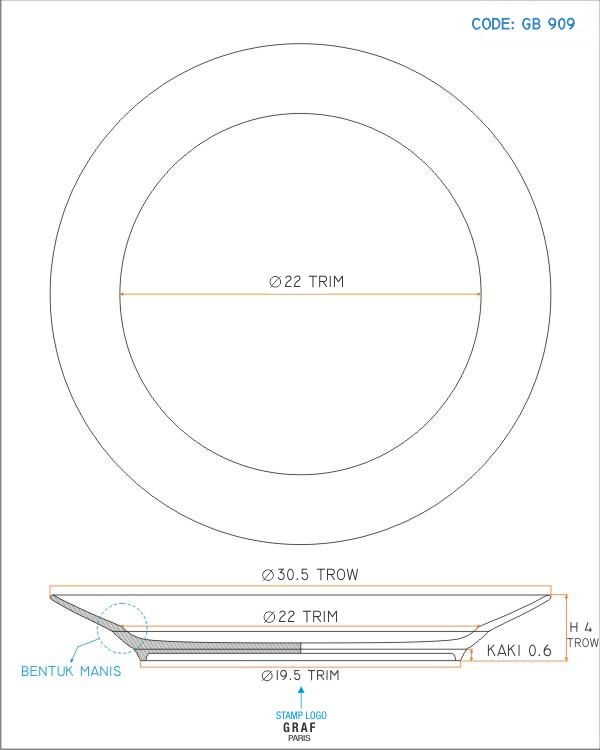 CODE: GB 909
⌀22 TRIM
⌀30.5 TROW
⌀22 TRIM
H 4
TROW
KAKI 0.6
BENTUK MANIS
⌀19.5 TRIM
STAMP LOGO
GRAF
PARIS